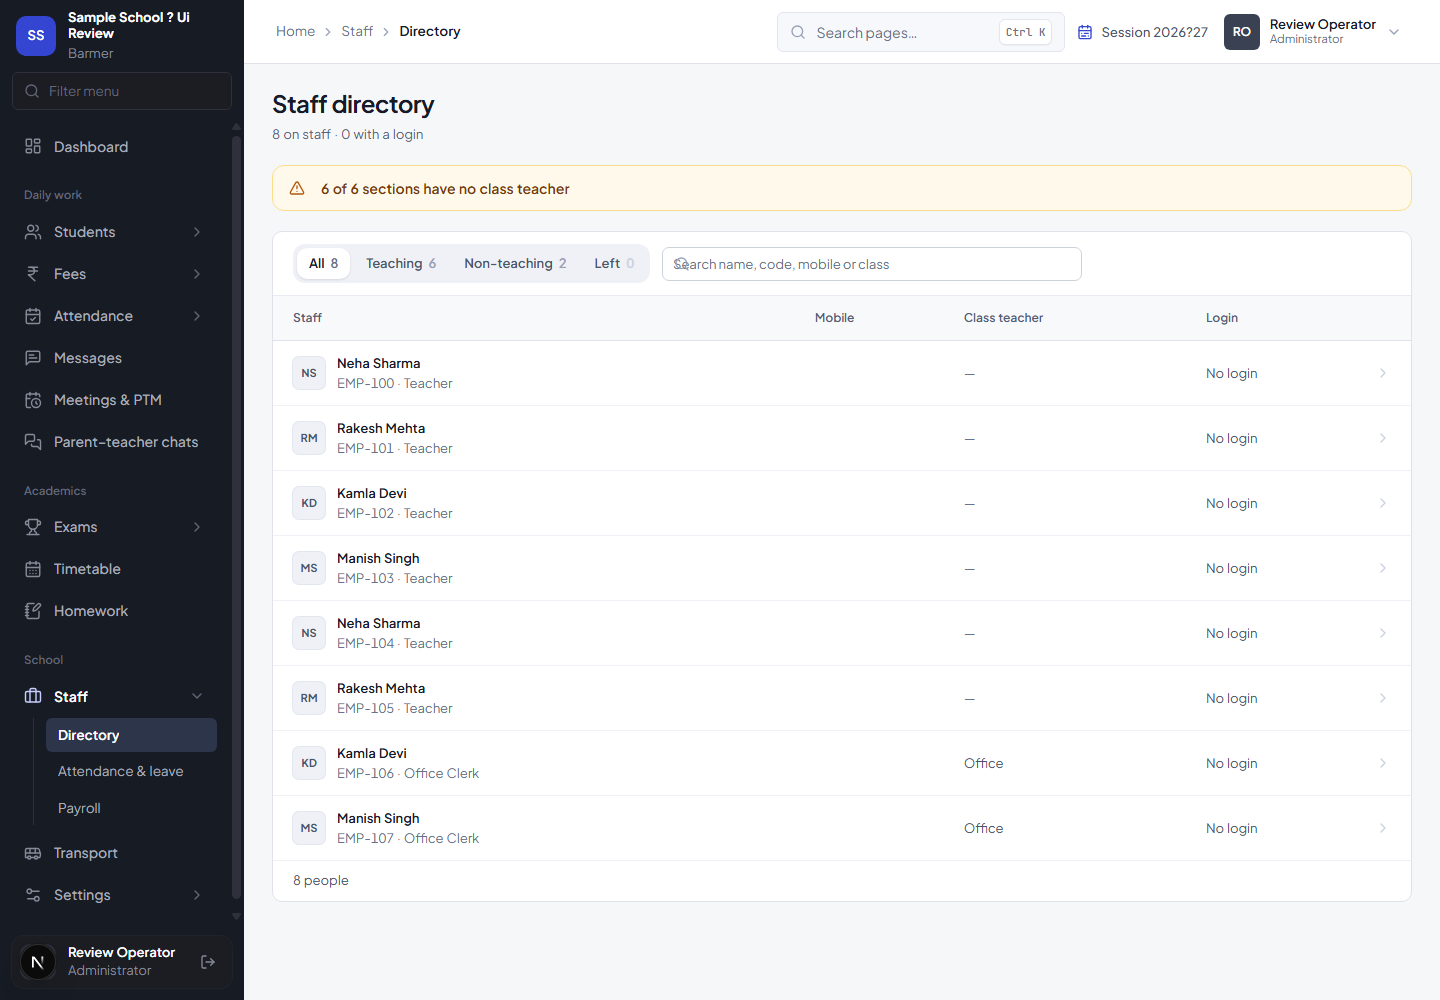 SS
Sample School ? Ui
Review
Barmer
Filter menu
Dashboard
Daily work
Students
Fees
Attendance
Messages
Meetings & PTM
Parent-teacher chats
Academics
Exams
Timetable
Homework
School
Staff
Directory
Attendance & leave
Payroll
Transport
Settings
N
Review Operator
Administrator
Home > Staff > Directory
Search pages...
Ctrl K
Session 2026?27
RO
Review Operator
Administrator
Staff directory
8 on staff · 0 with a login
6 of 6 sections have no class teacher
All 8 Teaching 6 Non-teaching 2 Left 0
Search name, code, mobile or class
Staff Mobile Class teacher Login
NS Neha Sharma — No login
EMP-100 · Teacher
RM Rakesh Mehta — No login
EMP-101 · Teacher
KD Kamla Devi — No login
EMP-102 · Teacher
MS Manish Singh — No login
EMP-103 · Teacher
NS Neha Sharma — No login
EMP-104 · Teacher
RM Rakesh Mehta — No login
EMP-105 · Teacher
KD Kamla Devi Office No login
EMP-106 · Office Clerk
MS Manish Singh Office No login
EMP-107 · Office Clerk
8 people